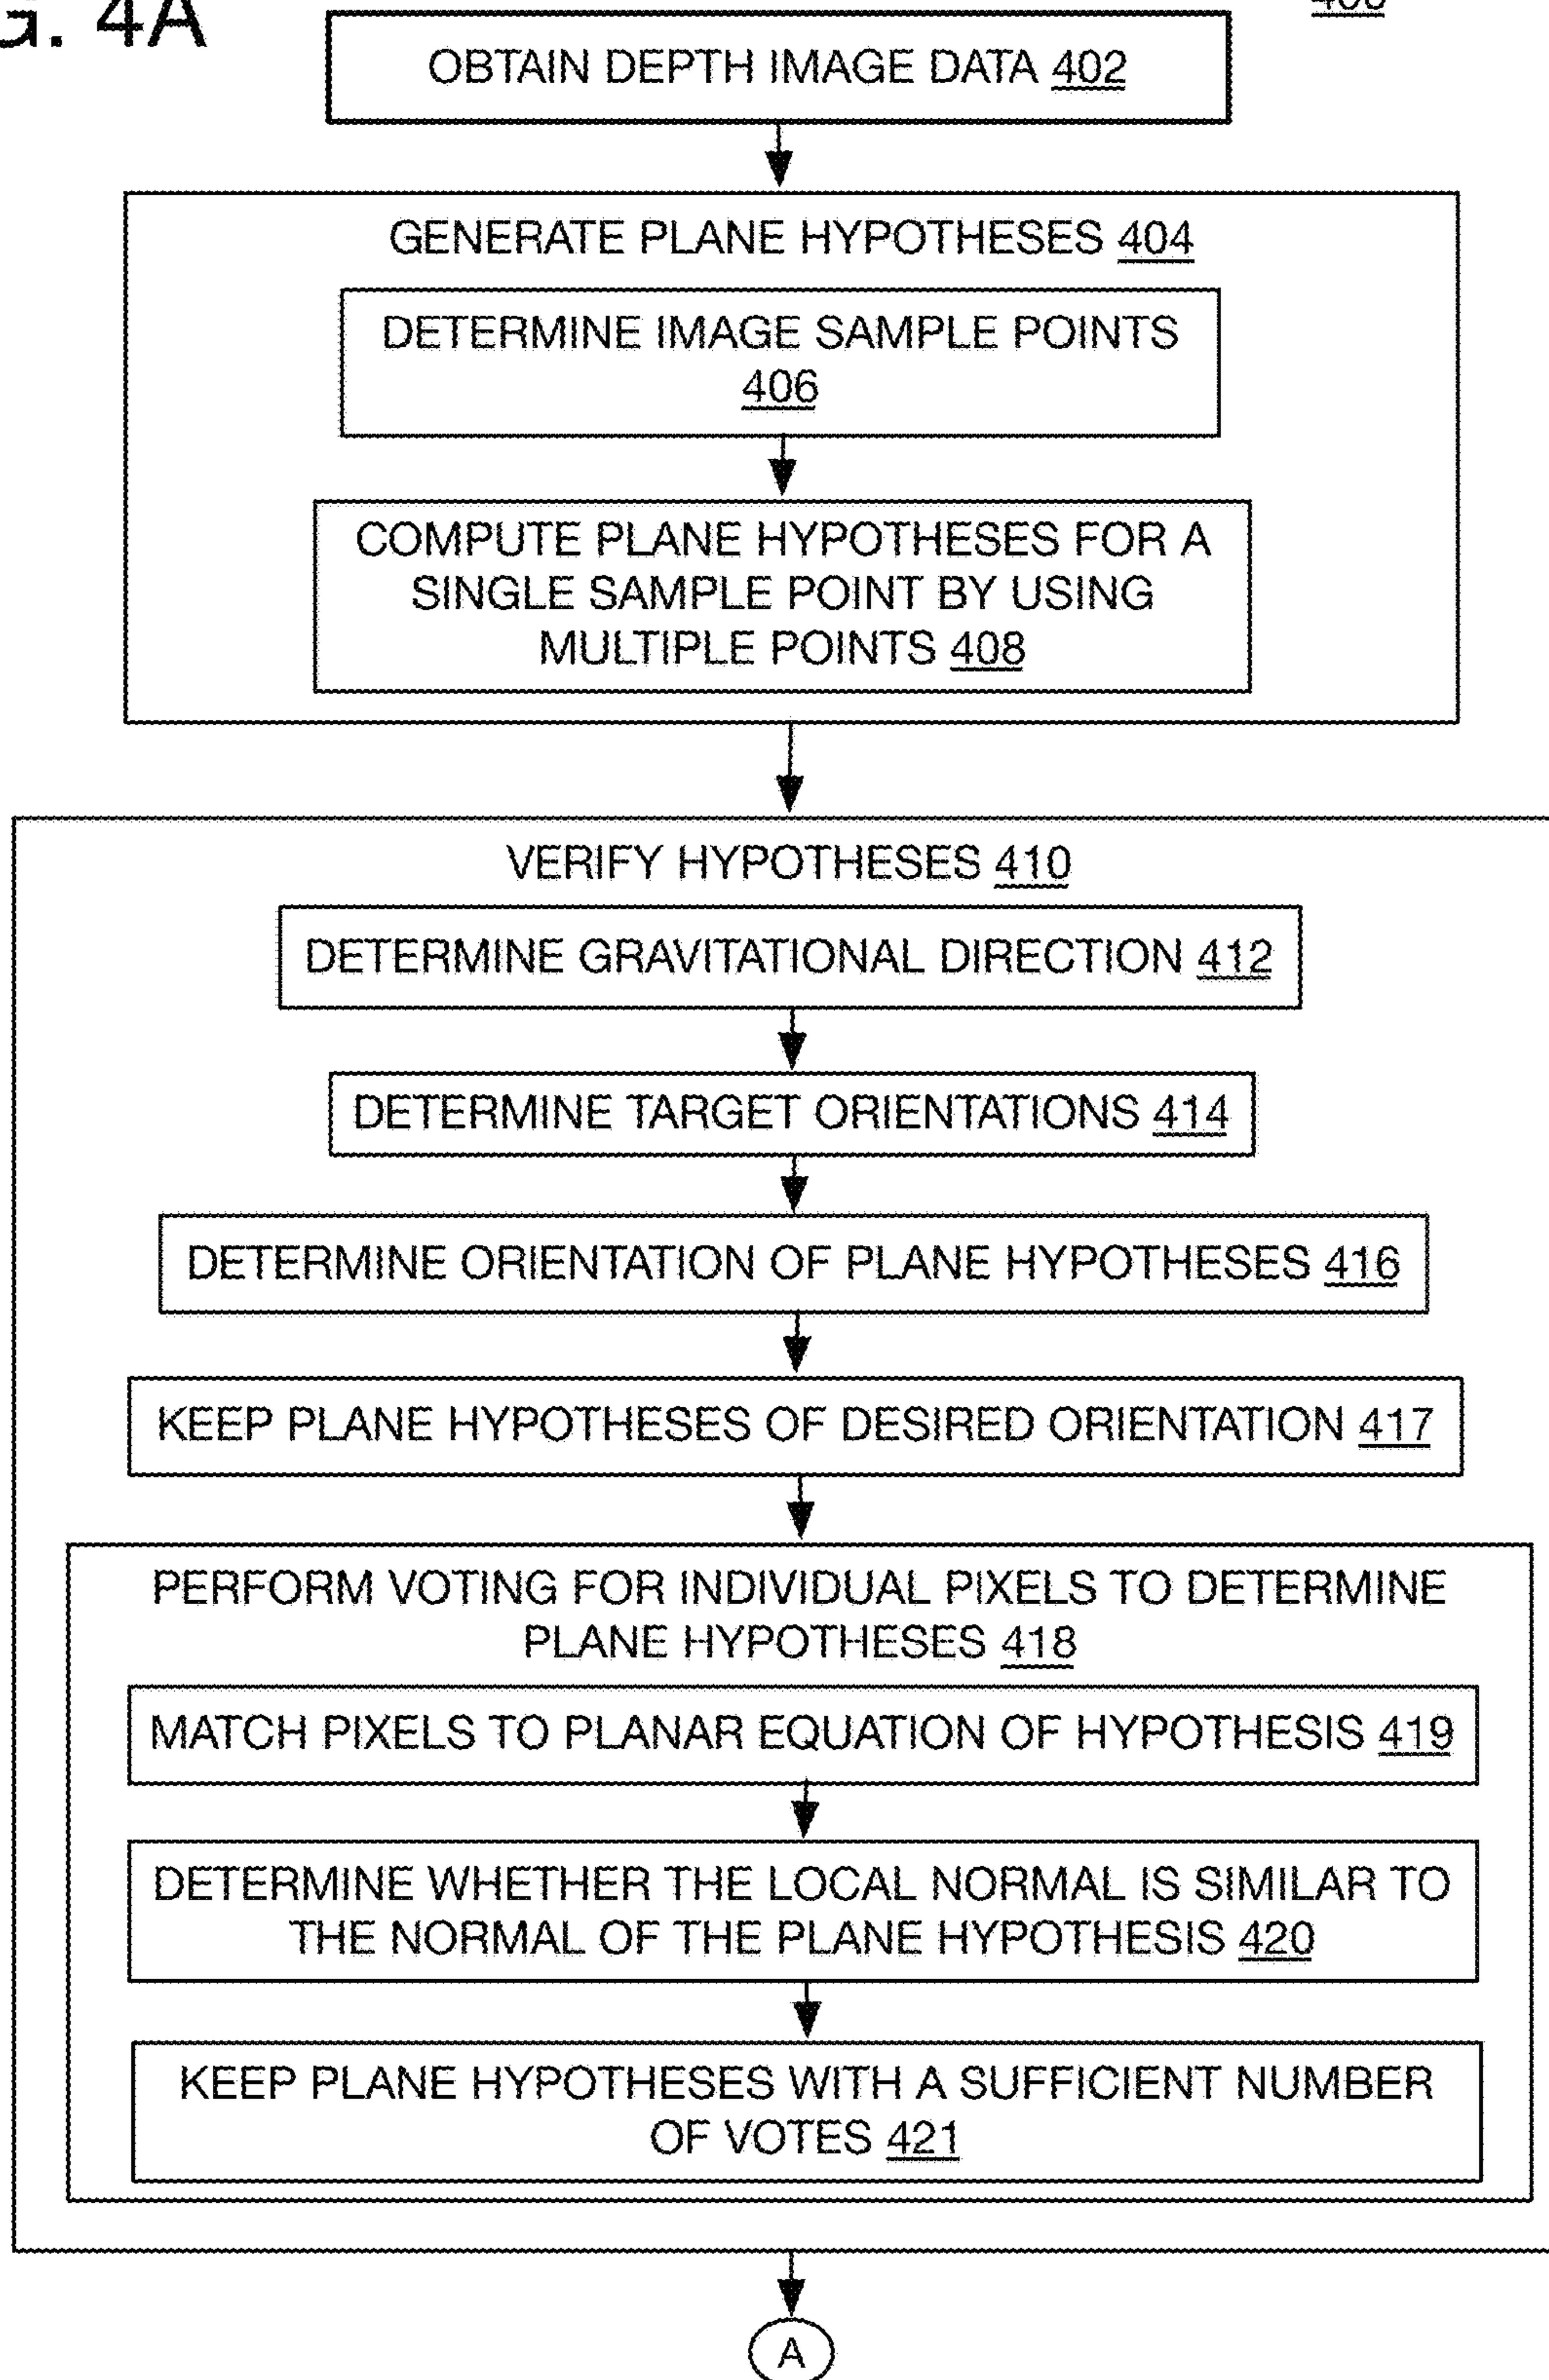 G. 4A
400
OBTAIN DEPTH IMAGE DATA 402
GENERATE PLANE HYPOTHESES 404
DETERMINE IMAGE SAMPLE POINTS
406
COMPUTE PLANE HYPOTHESES FOR A
SINGLE SAMPLE POINT BY USING
MULTIPLE POINTS 408
VERIFY HYPOTHESES 410
DETERMINE GRAVITATIONAL DIRECTION 412
DETERMINE TARGET ORIENTATIONS 414
DETERMINE ORIENTATION OF PLANE HYPOTHESES 416
KEEP PLANE HYPOTHESES OF DESIRED ORIENTATION 417
PERFORM VOTING FOR INDIVIDUAL PIXELS TO DETERMINE
PLANE HYPOTHESES 418
MATCH PIXELS TO PLANAR EQUATION OF HYPOTHESIS 419
DETERMINE WHETHER THE LOCAL NORMAL IS SIMILAR TO
THE NORMAL OF THE PLANE HYPOTHESIS 420
KEEP PLANE HYPOTHESES WITH A SUFFICIENT NUMBER
OF VOTES 421
A